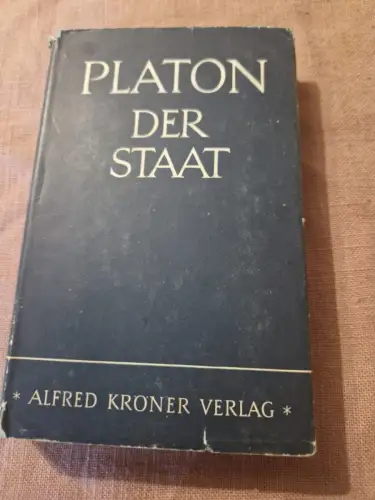 PLATON
DER
STAAT
* ALFRED KRÖNER VERLAG *